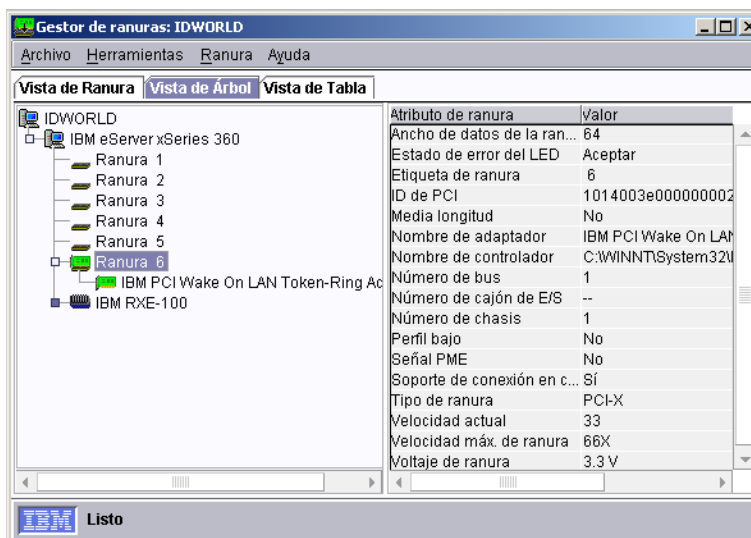 Gestor de ranuras: IDWORLD
Archivo Herramientas Ranura Ayuda
Vista de Ranura Vista de Árbol Vista de Tabla
IDWORLD
IBM eServer xSeries 360
Ranura 1
Ranura 2
Ranura 3
Ranura 4
Ranura 5
Ranura 6
IBM PCI Wake On LAN Token-Ring Ad
IBM RXE-100
Atributo de ranura Valor
Ancho de datos de la ran... 64
Estado de error del LED Aceptar
Etiqueta de ranura 6
ID de PCI 1014003e000000002
Media longitud No
Nombre de adaptador IBM PCI Wake On LAN
Nombre de controlador C:\WINNT\System32\
Número de bus 1
Número de cajón de E/S --
Número de chasis 1
Perfil bajo No
Señal PME No
Soporte de conexión en c... Sí
Tipo de ranura PCI-X
Velocidad actual 33
Velocidad máx. de ranura 66X
Voltaje de ranura 3.3 V
IBM Listo